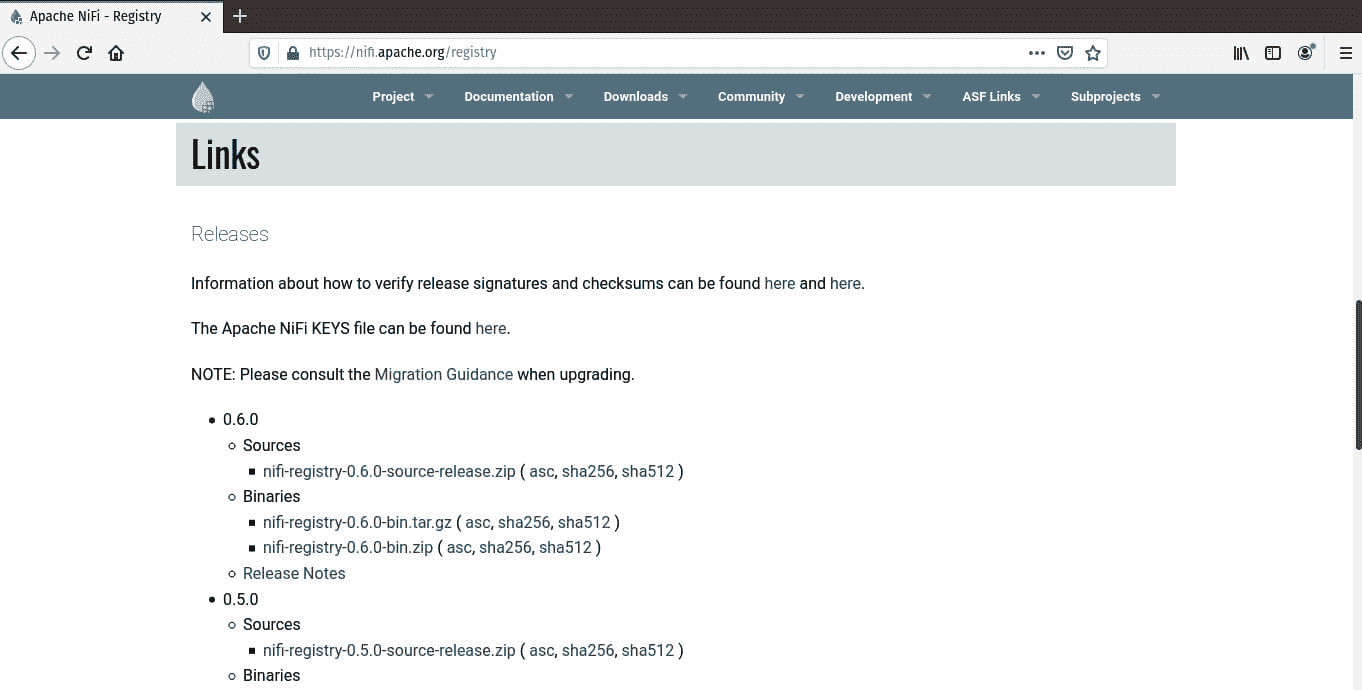 Apache NiFi - Registry
https://nifi.apache.org/registry
Project Documentation Downloads Community Development ASF Links Subprojects
Links
Releases
Information about how to verify release signatures and checksums can be found here and here.
The Apache NiFi KEYS file can be found here.
NOTE: Please consult the Migration Guidance when upgrading.
0.6.0
Sources
nifi-registry-0.6.0-source-release.zip ( asc, sha256, sha512 )
Binaries
nifi-registry-0.6.0-bin.tar.gz ( asc, sha256, sha512 )
nifi-registry-0.6.0-bin.zip ( asc, sha256, sha512 )
Release Notes
0.5.0
Sources
nifi-registry-0.5.0-source-release.zip ( asc, sha256, sha512 )
Binaries